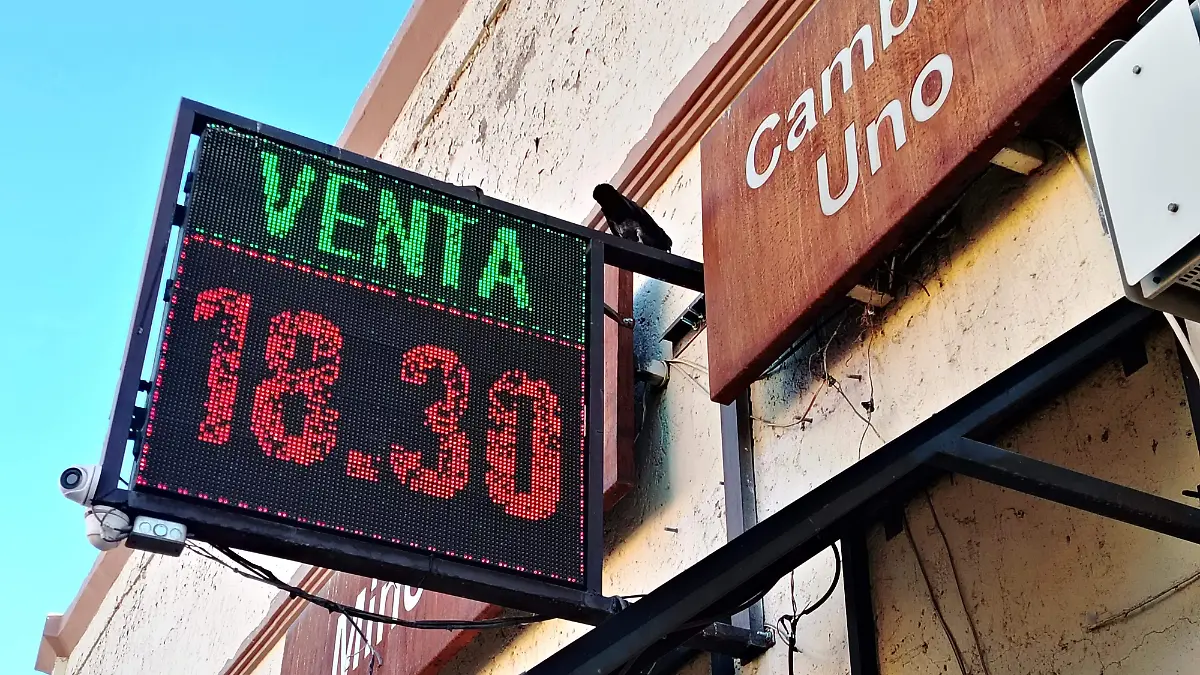 VENTA
18.30
Camb
Uno